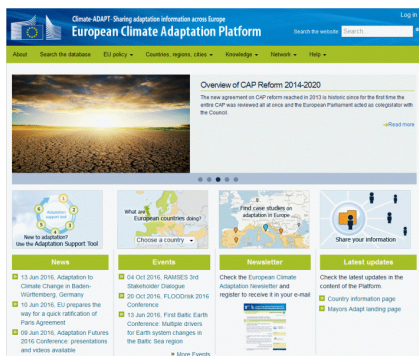 Climate-ADAPT- Sharing adaptation information across Europe
Log in
European Climate Adaptation Platform
Search the website
Search...
About Search the database EU policy Countries, regions, cities Knowledge Network Help
Overview of CAP Reform 2014-2020
The new agreement on CAP reform reached in 2013 is historic since for the first time the
entire CAP was reviewed all at once and the European Parliament acted as colegislator with
the Council.
Read more
Adaptation
support tool
1
2
3
4
5
6
New to adaptation?
Use the Adaptation Support Tool
What are
European countries doing?
Choose a country
Find case studies on
adaptation in Europe
Share your information
News
13 Jun 2016. Adaptation to
Climate Change in Baden-
Württemberg, Germany
10 Jun 2016. EU prepares the
way for a quick ratification of
Paris Agreement
09 Jun 2016. Adaptation Futures
2016 Conference: presentations
and videos available
Events
04 Oct 2016. RAMSES 3rd
Stakeholder Dialogue
20 Oct 2016. FLOODrisk 2016
Conference
13 Jun 2016. First Baltic Earth
Conference: Multiple drivers
for Earth system changes in
the Baltic Sea region
More Events
Newsletter
Check the European Climate
Adaptation Newsletter and
register to receive it in your e-mail
Latest updates
Check the latest updates in the
content of the Platform.
Country information page
Mayors Adapt landing page